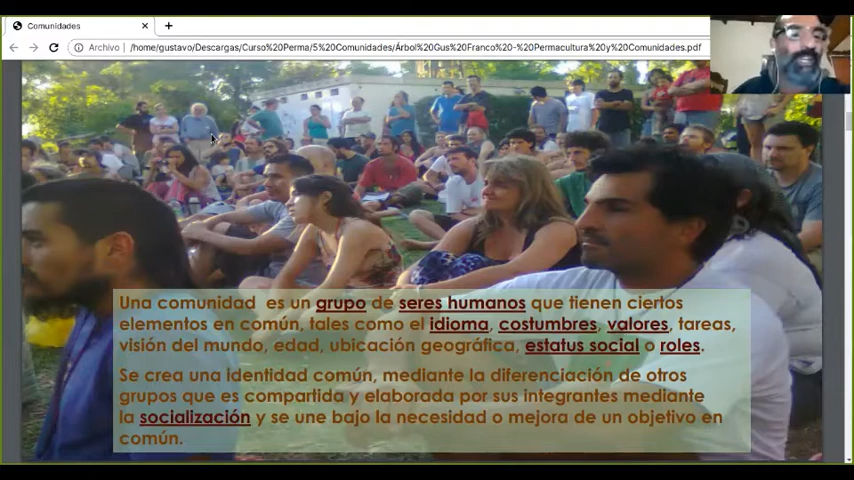 Comunidades
Archivo /home/gustavo/Descargas/Curso%20Perma/5%20Comunidades/Árbol%20Gus%20Franco%20-%20Permacultura%20y%20Comunidades.pdf
Una comunidad es un grupo de seres humanos que tienen ciertos
elementos en común, tales como el idioma, costumbres, valores, tareas,
visión del mundo, edad, ubicación geográfica, estatus social o roles.
Se crea una identidad común, mediante la diferenciación de otros
grupos que es compartida y elaborada por sus integrantes mediante
la socialización y se une bajo la necesidad o mejora de un objetivo en
común.